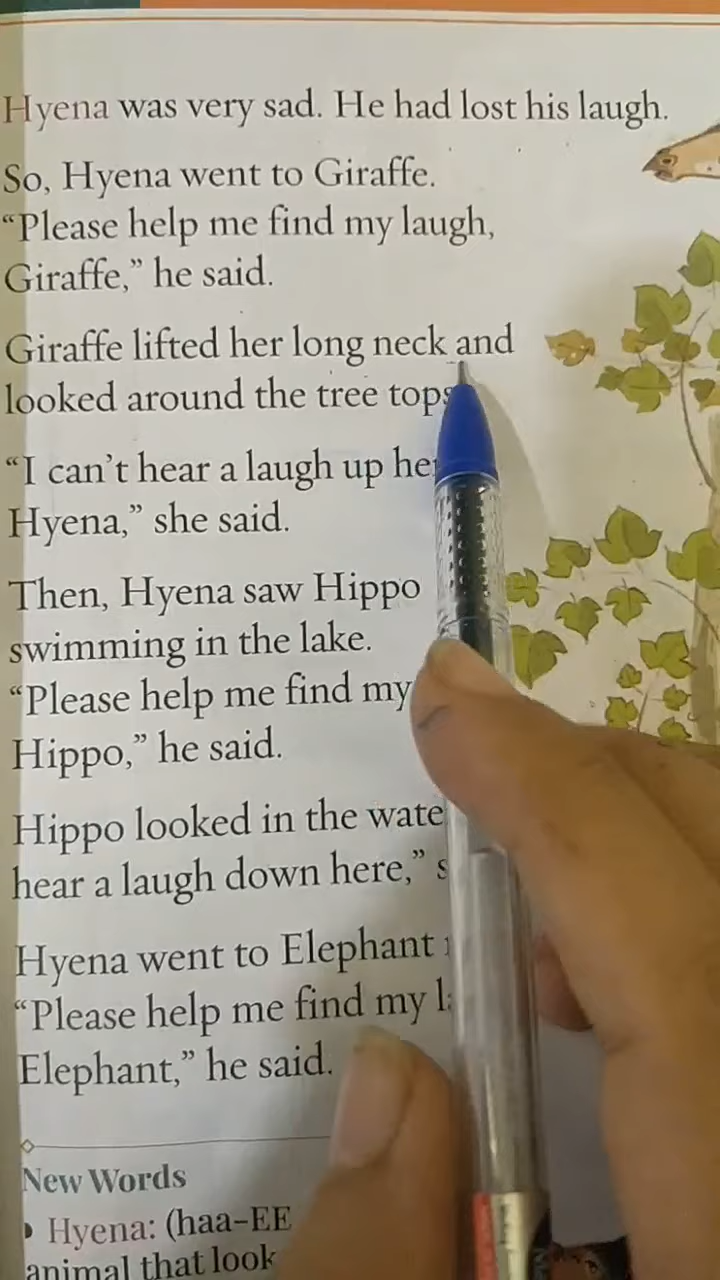 Hyena was very sad. He had lost his laugh.
So, Hyena went to Giraffe.
“Please help me find my laugh,
Giraffe,” he said.
Giraffe lifted her long neck and
looked around the tree tops
“I can’t hear a laugh up
Hyena,” she said.
Then, Hyena saw Hippo
swimming in the lake.
“Please help me find my
Hippo,” he said.
Hippo looked in the
hear a laugh down here,”
Hyena went to Elephant
“Please help me find my
Elephant,” he said.
New Words
Hyena: (haa-EE
animal that look